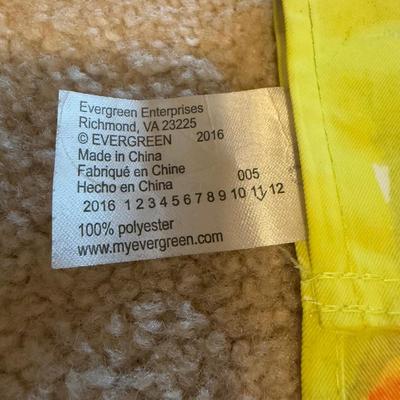 Evergreen Enterprises
Richmond, VA 23225
© EVERGREEN 2016
Made in China
Fabriqué en Chine
Hecho en China 005
2016 1 2 3 4 5 6 7 8 9 10 11 12
100% polyester
www.myevergreen.com